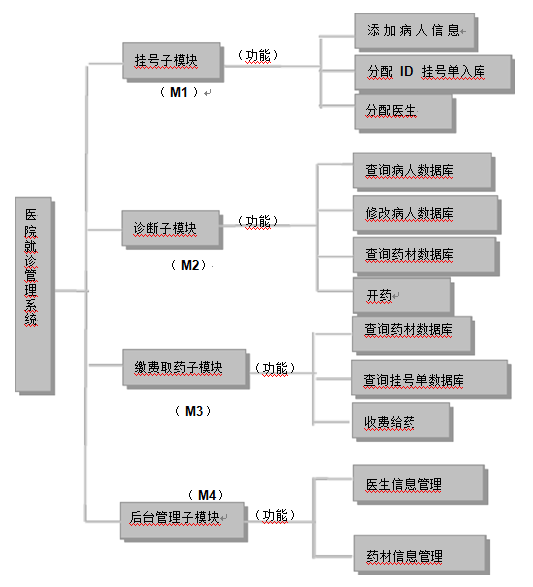 医院就诊管理系统
挂号子模块
（功能）
（M1）
添加病人信息
分配 ID 挂号单入库
分配医生
诊断子模块
（功能）
（M2）
查询病人数据库
修改病人数据库
查询药材数据库
开药
缴费取药子模块
（功能）
（M3）
查询药材数据库
查询挂号单数据库
收费给药
（M4）
后台管理子模块
（功能）
医生信息管理
药材信息管理